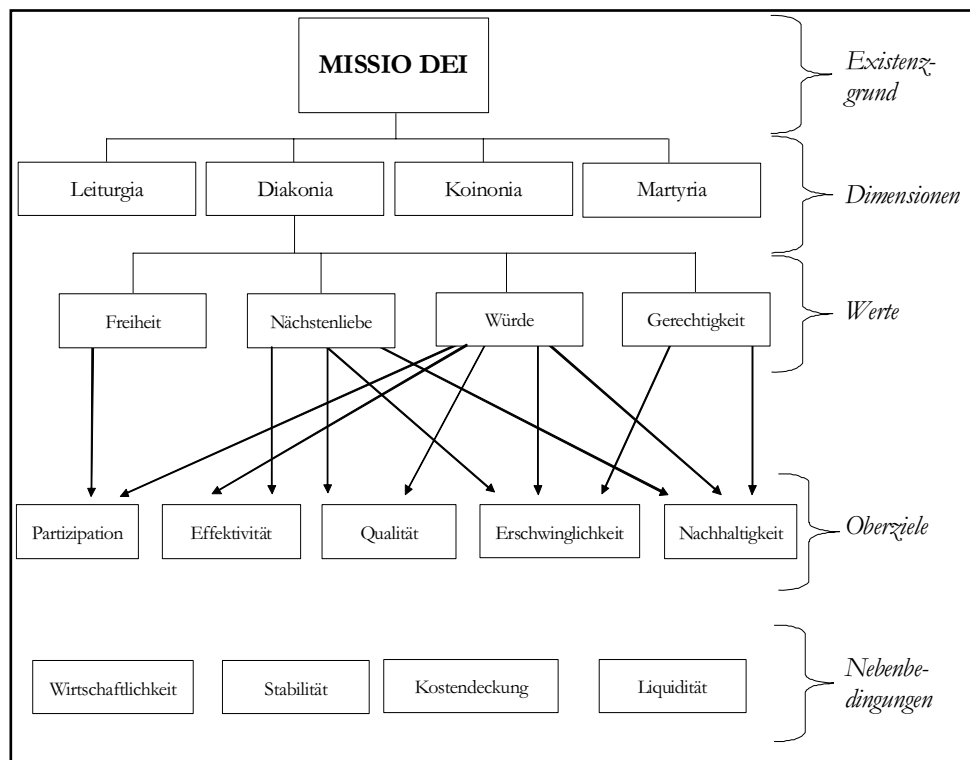 MISSIO DEI
Existenz-
grund
Leiturgia
Diakonia
Koinonia
Martyria
Dimensionen
Freiheit
Nächstenliebe
Würde
Gerechtigkeit
Werte
Partizipation
Effektivität
Qualität
Erschwinglichkeit
Nachhaltigkeit
Oberziele
Wirtschaftlichkeit
Stabilität
Kostendeckung
Liquidität
Nebenbe-
dingungen